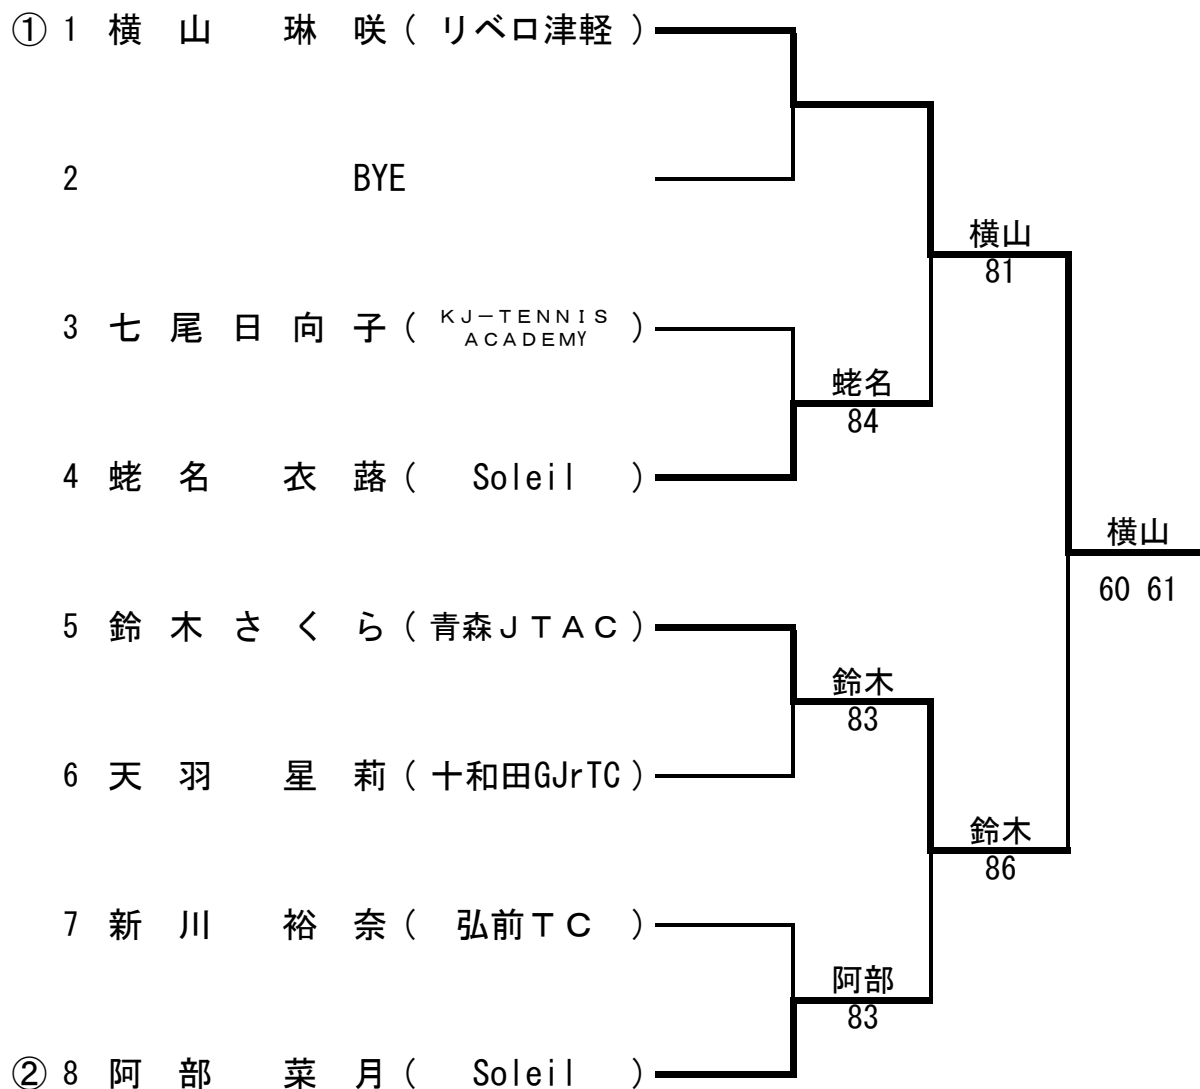 ① 1 横山 琳咲 ( リベロ津軽 )
2 BYE
横山
81
3 七尾日向子 ( KJ－TENNIS ACADEMY )
蛯名
84
4 蛯名 衣蕗 ( Soleil )
横山
60 61
5 鈴木さくら ( 青森ＪＴＡＣ )
鈴木
83
6 天羽 星莉 ( 十和田GJrTC )
鈴木
86
7 新川 裕奈 ( 弘前ＴＣ )
阿部
83
② 8 阿部 菜月 ( Soleil )